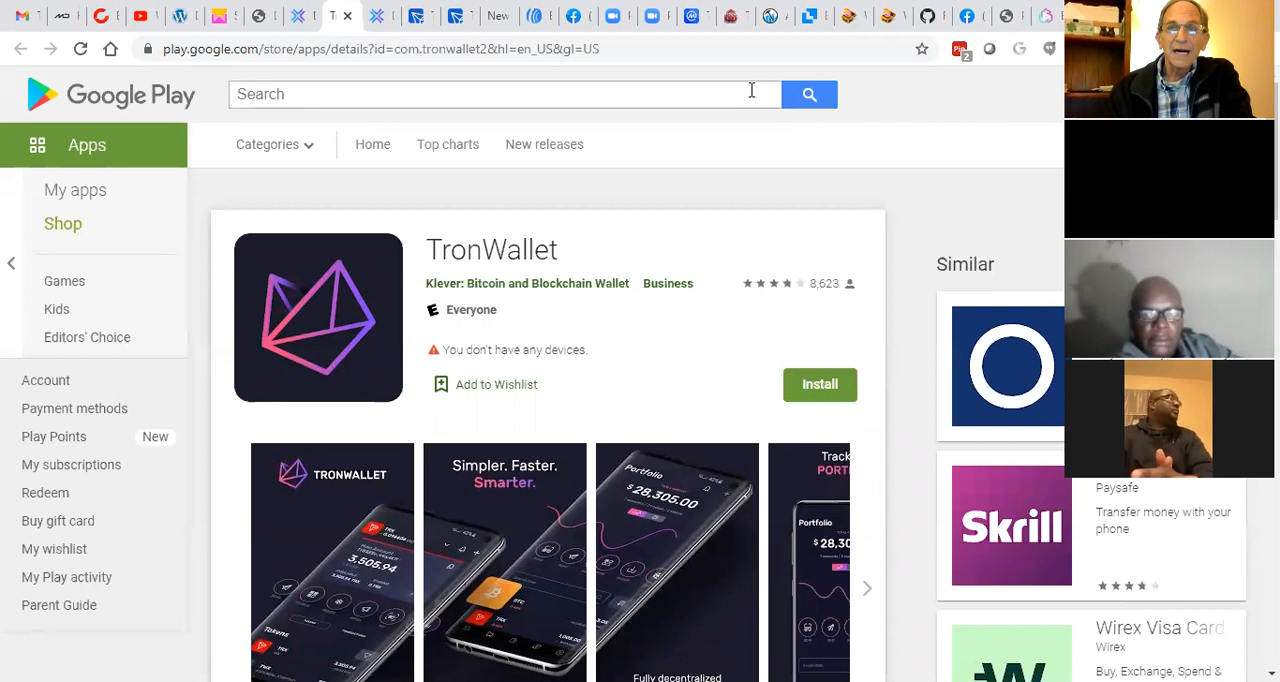 play.google.com/store/apps/details?id=com.tronwallet2&hl=en_US&gl=US
2
Google Play
Search
Apps
Categories
Home
Top charts
New releases
My apps
Shop
Games
Kids
Editors' Choice
Account
Payment methods
Play Points
New
My subscriptions
Redeem
Buy gift card
My wishlist
My Play activity
Parent Guide
TronWallet
Klever: Bitcoin and Blockchain Wallet
Business
8,623
E Everyone
You don't have any devices.
Add to Wishlist
Install
TRONWALLET
3,505.94
Tokens
Simpler. Faster.
Smarter.
Portfolio
$ 28,305.00
Fully decentralized
Track
PORT
Portfolio
$ 28,30
Similar
Skrill
Paysafe
Transfer money with your
phone
Wirex Visa Card
Wirex
Buy, Exchange, Spend &